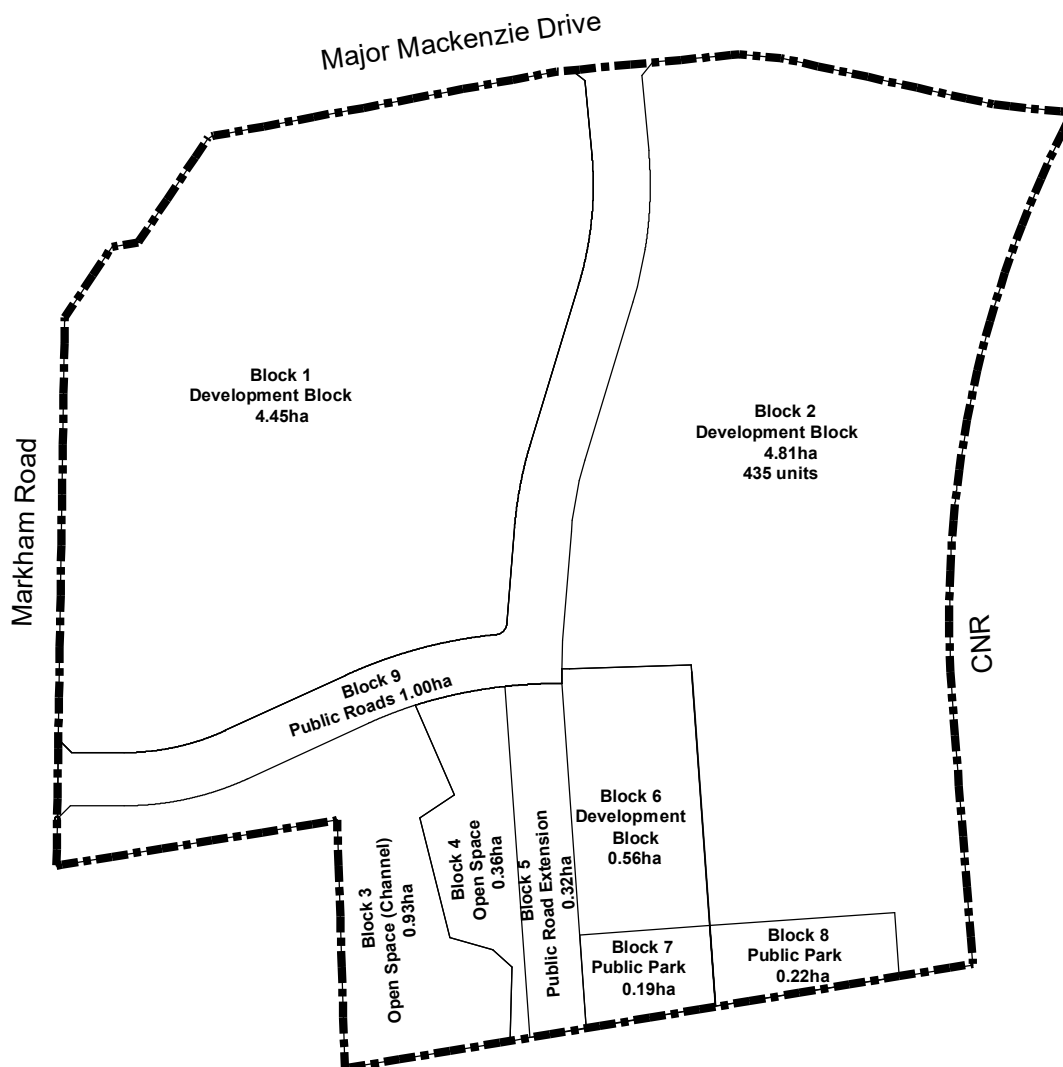 Major Mackenzie Drive
Block 1
Development Block
4.45ha
Block 2
Development Block
4.81ha
435 units
Markham Road
CNR
Block 9
Public Roads 1.00ha
Block 3
Open Space (Channel)
0.93ha
Block 4
Open Space
0.36ha
Block 5
Public Road Extension
0.32ha
Block 6
Development
Block
0.56ha
Block 7
Public Park
0.19ha
Block 8
Public Park
0.22ha